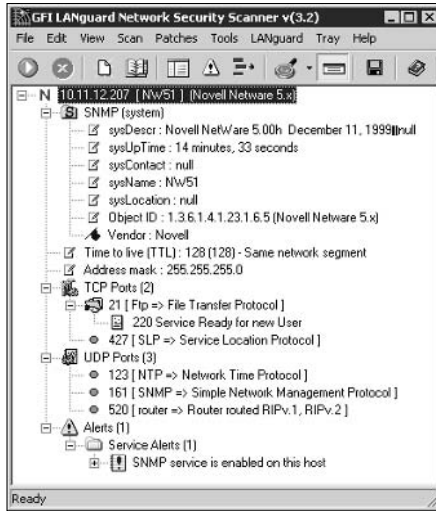 GFI LANguard Network Security Scanner v(3.2)
File Edit View Scan Patches Tools LANguard Tray Help
N 10.11.12.207 [ NW51 ] (Novell Netware 5.x)
SNMP (system)
sysDescr : Novell NetWare 5.00h December 11, 1999||null
sysUpTime : 14 minutes, 33 seconds
sysContact : null
sysName : NW51
sysLocation : null
Object ID : 1.3.6.1.4.1.23.1.6.5 (Novell Netware 5.x)
Vendor : Novell
Time to live (TTL) : 128 (128) - Same network segment
Address mask : 255.255.255.0
TCP Ports (2)
21 [ Ftp => File Transfer Protocol ]
220 Service Ready for new User
427 [ SLP => Service Location Protocol ]
UDP Ports (3)
123 [ NTP => Network Time Protocol ]
161 [ SNMP => Simple Network Management Protocol ]
520 [ router => Router routed RIPv.1, RIPv.2 ]
Alerts (1)
Service Alerts (1)
SNMP service is enabled on this host
Ready